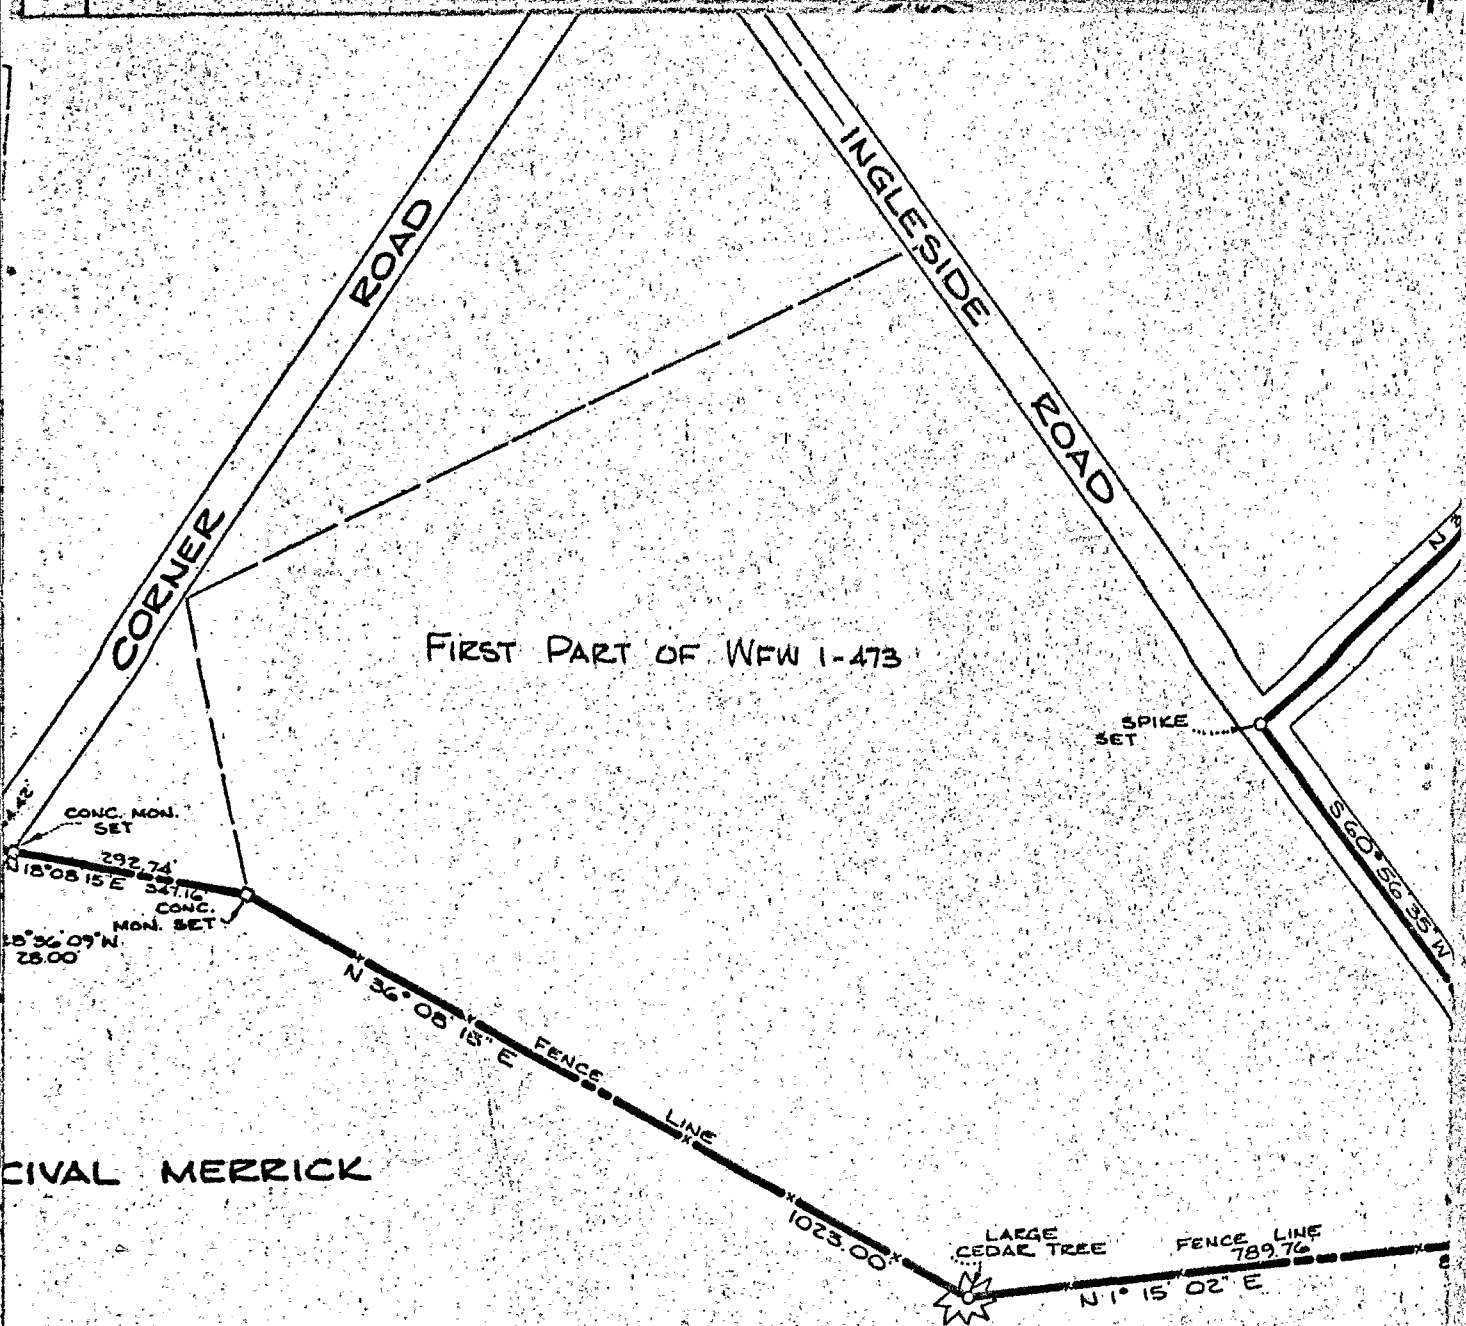 INGLESIDE
ROAD
CORNER
ROAD
FIRST PART OF WFW 1-473
SPIKE
SET
S 60° 56' 35" W
CONC. MON.
SET
292.74'
N 18° 08' 15" E
347.16'
CONC.
MON. SET
36' 09" W
28.00'
N 36° 08' 15" E
FENCE
LINE
1023.00'
CIVAL MERRICK
LARGE
CEDAR TREE
FENCE LINE
789.76
N 1° 15' 02" E
N